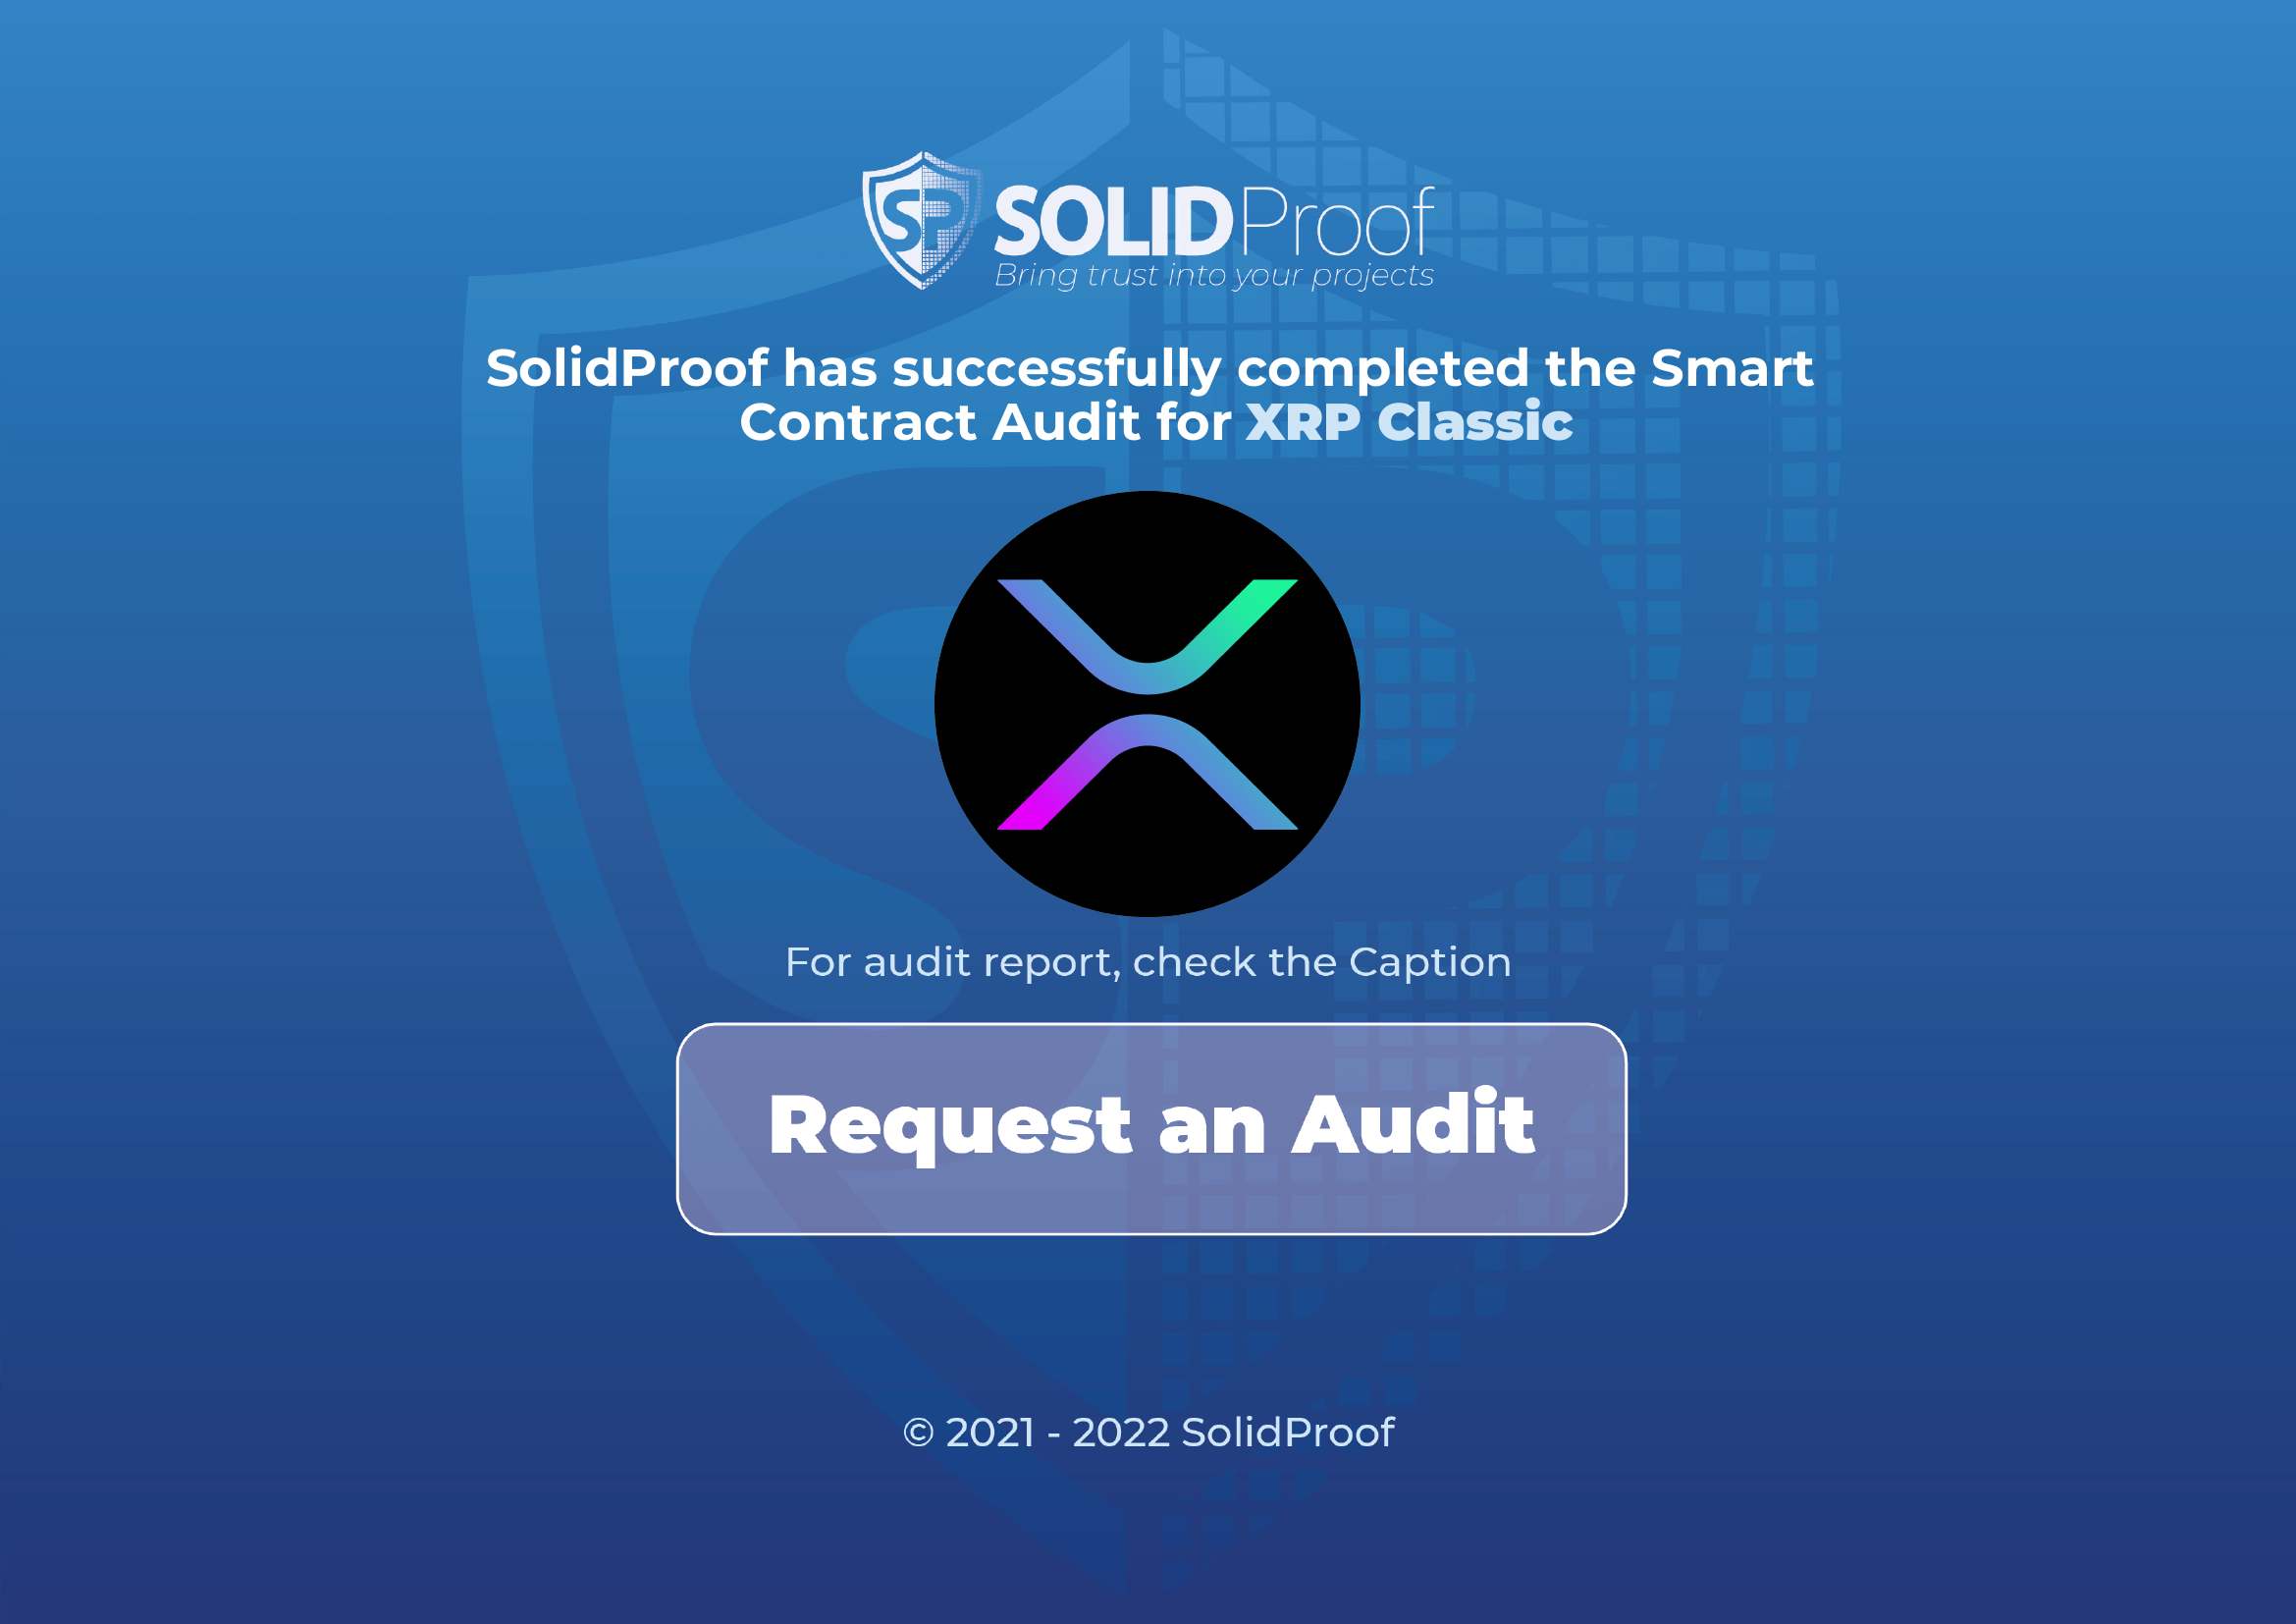 SP SOLIDProof
Bring trust into your projects
SolidProof has successfully completed the Smart
Contract Audit for XRP Classic
For audit report, check the Caption
Request an Audit
© 2021 - 2022 SolidProof